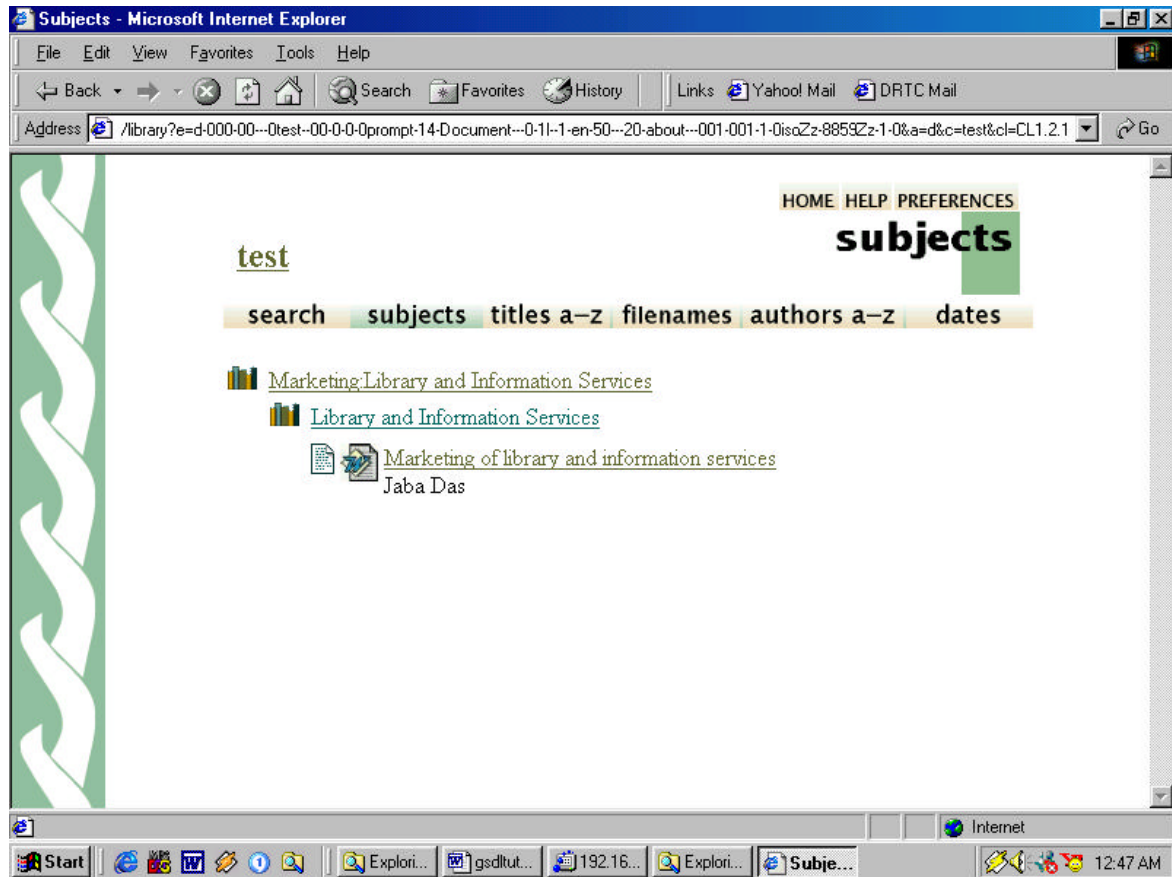 Subjects - Microsoft Internet Explorer
File Edit View Favorites Tools Help
Back Search Favorites History Links Yahoo! Mail DRTC Mail
Address /library?e=d-000-00---0test--00-0-0-0prompt-14-Document---0-1l--1-en-50---20-about---001-001-1-0isoZz-8859Zz-1-0&a=d&c=test&cl=CL1.2.1 Go
HOME HELP PREFERENCES
subjects
test
search subjects titles a–z filenames authors a–z dates
Marketing:Library and Information Services
Library and Information Services
Marketing of library and information services
Jaba Das
Internet
Start Explori... gsdltut... 192.16... Explori... Subje... 12:47 AM